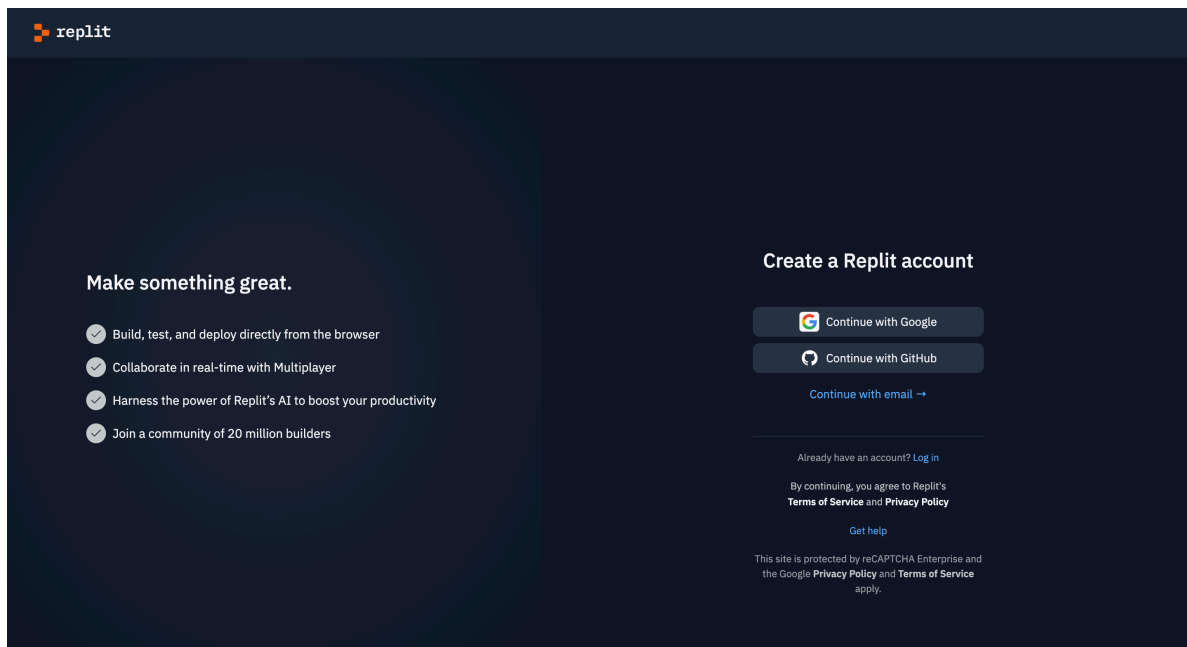 replit
Make something great.
Build, test, and deploy directly from the browser
Collaborate in real-time with Multiplayer
Harness the power of Replit's AI to boost your productivity
Join a community of 20 million builders
Create a Replit account
Continue with Google
Continue with GitHub
Continue with email →
Already have an account? Log in
By continuing, you agree to Replit's
Terms of Service and Privacy Policy
Get help
This site is protected by reCAPTCHA Enterprise and
the Google Privacy Policy and Terms of Service
apply.